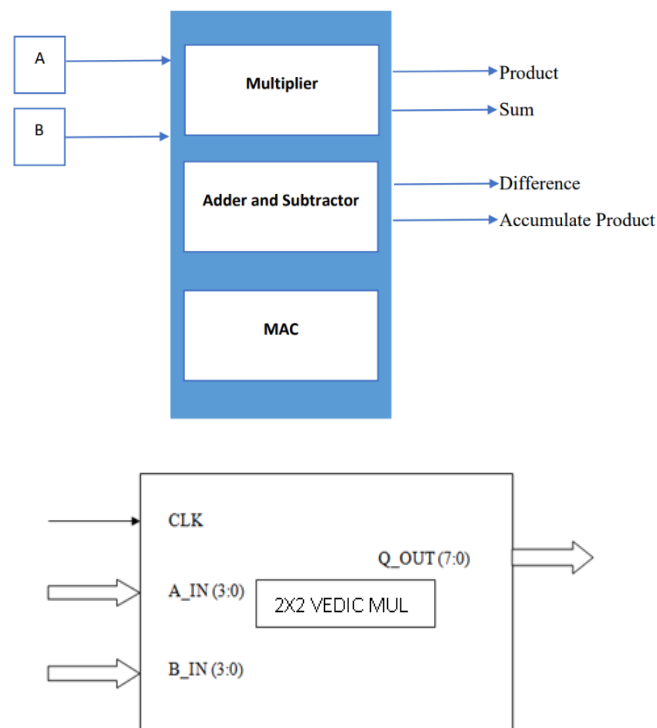 A
Multiplier
Product
Sum
B
Adder and Subtractor
Difference
Accumulate Product
MAC
CLK
Q_OUT (7:0)
A_IN (3:0)
2X2 VEDIC MUL
B_IN (3:0)